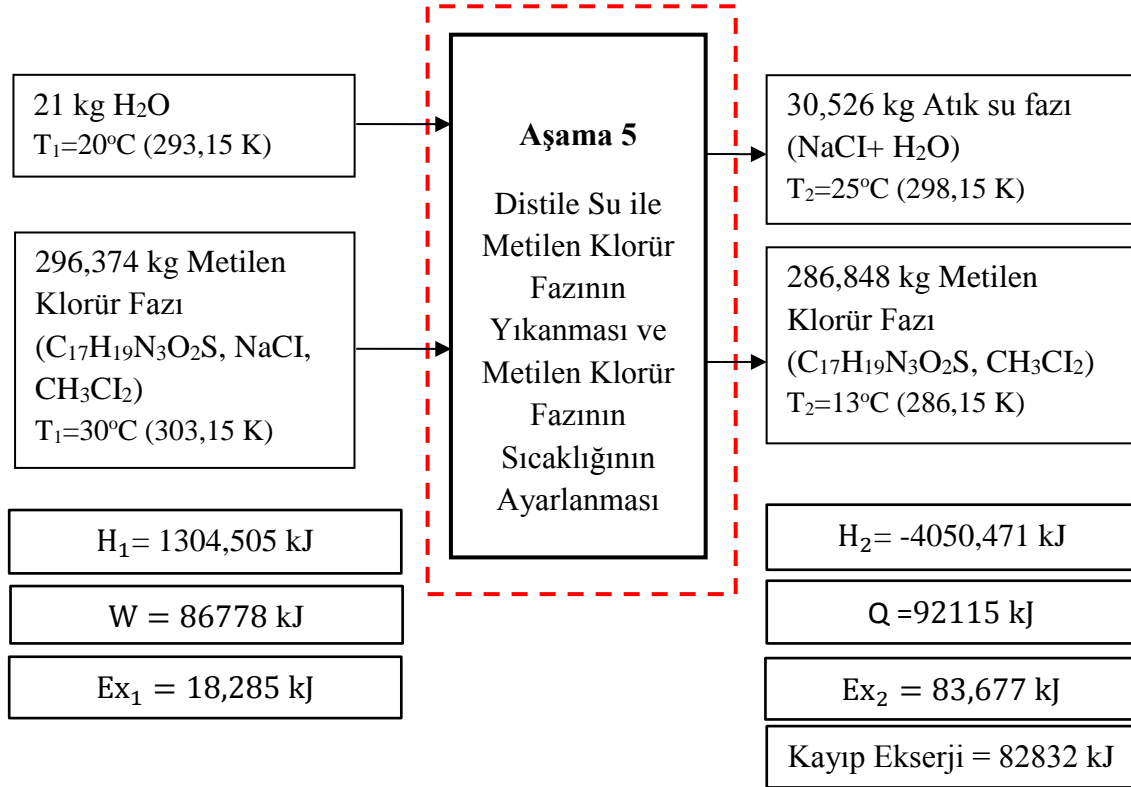 21 kg H₂O
T₁=20°C (293,15 K)
296,374 kg Metilen
Klorür Fazı
(C₁₇H₁₉N₃O₂S, NaCI,
CH₃CI₂)
T₁=30°C (303,15 K)
H₁= 1304,505 kJ
W = 86778 kJ
Ex₁ = 18,285 kJ
Aşama 5
Distile Su ile
Metilen Klorür
Fazının
Yıkanması ve
Metilen Klorür
Fazının
Sıcaklığının
Ayarlanması
30,526 kg Atık su fazı
(NaCI+ H₂O)
T₂=25°C (298,15 K)
286,848 kg Metilen
Klorür Fazı
(C₁₇H₁₉N₃O₂S, CH₃CI₂)
T₂=13°C (286,15 K)
H₂= -4050,471 kJ
Q =92115 kJ
Ex₂ = 83,677 kJ
Kayıp Ekserji = 82832 kJ